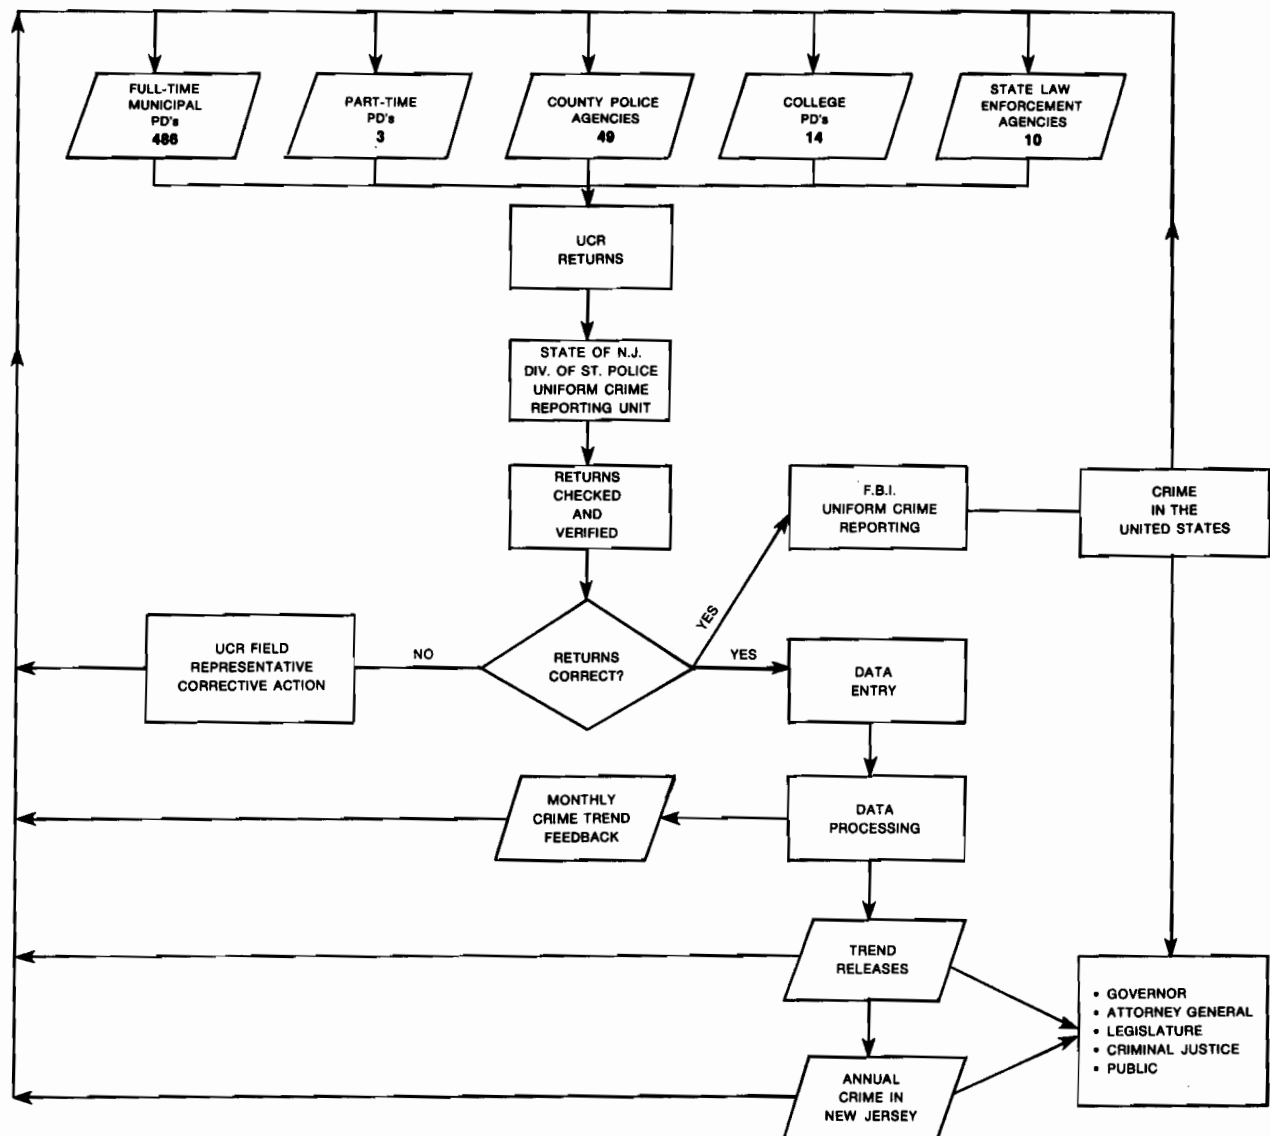 FULL-TIME
MUNICIPAL
PD's
486
PART-TIME
PD's
3
COUNTY POLICE
AGENCIES
49
COLLEGE
PD's
14
STATE LAW
ENFORCEMENT
AGENCIES
10
UCR
RETURNS
STATE OF N.J.
DIV. OF ST. POLICE
UNIFORM CRIME
REPORTING UNIT
RETURNS
CHECKED
AND
VERIFIED
F.B.I.
UNIFORM CRIME
REPORTING
CRIME
IN THE
UNITED STATES
UCR FIELD
REPRESENTATIVE
CORRECTIVE ACTION
NO
RETURNS
CORRECT?
YES
YES
DATA
ENTRY
MONTHLY
CRIME TREND
FEEDBACK
DATA
PROCESSING
TREND
RELEASES
• GOVERNOR
• ATTORNEY GENERAL
• LEGISLATURE
• CRIMINAL JUSTICE
• PUBLIC
ANNUAL
CRIME IN
NEW JERSEY